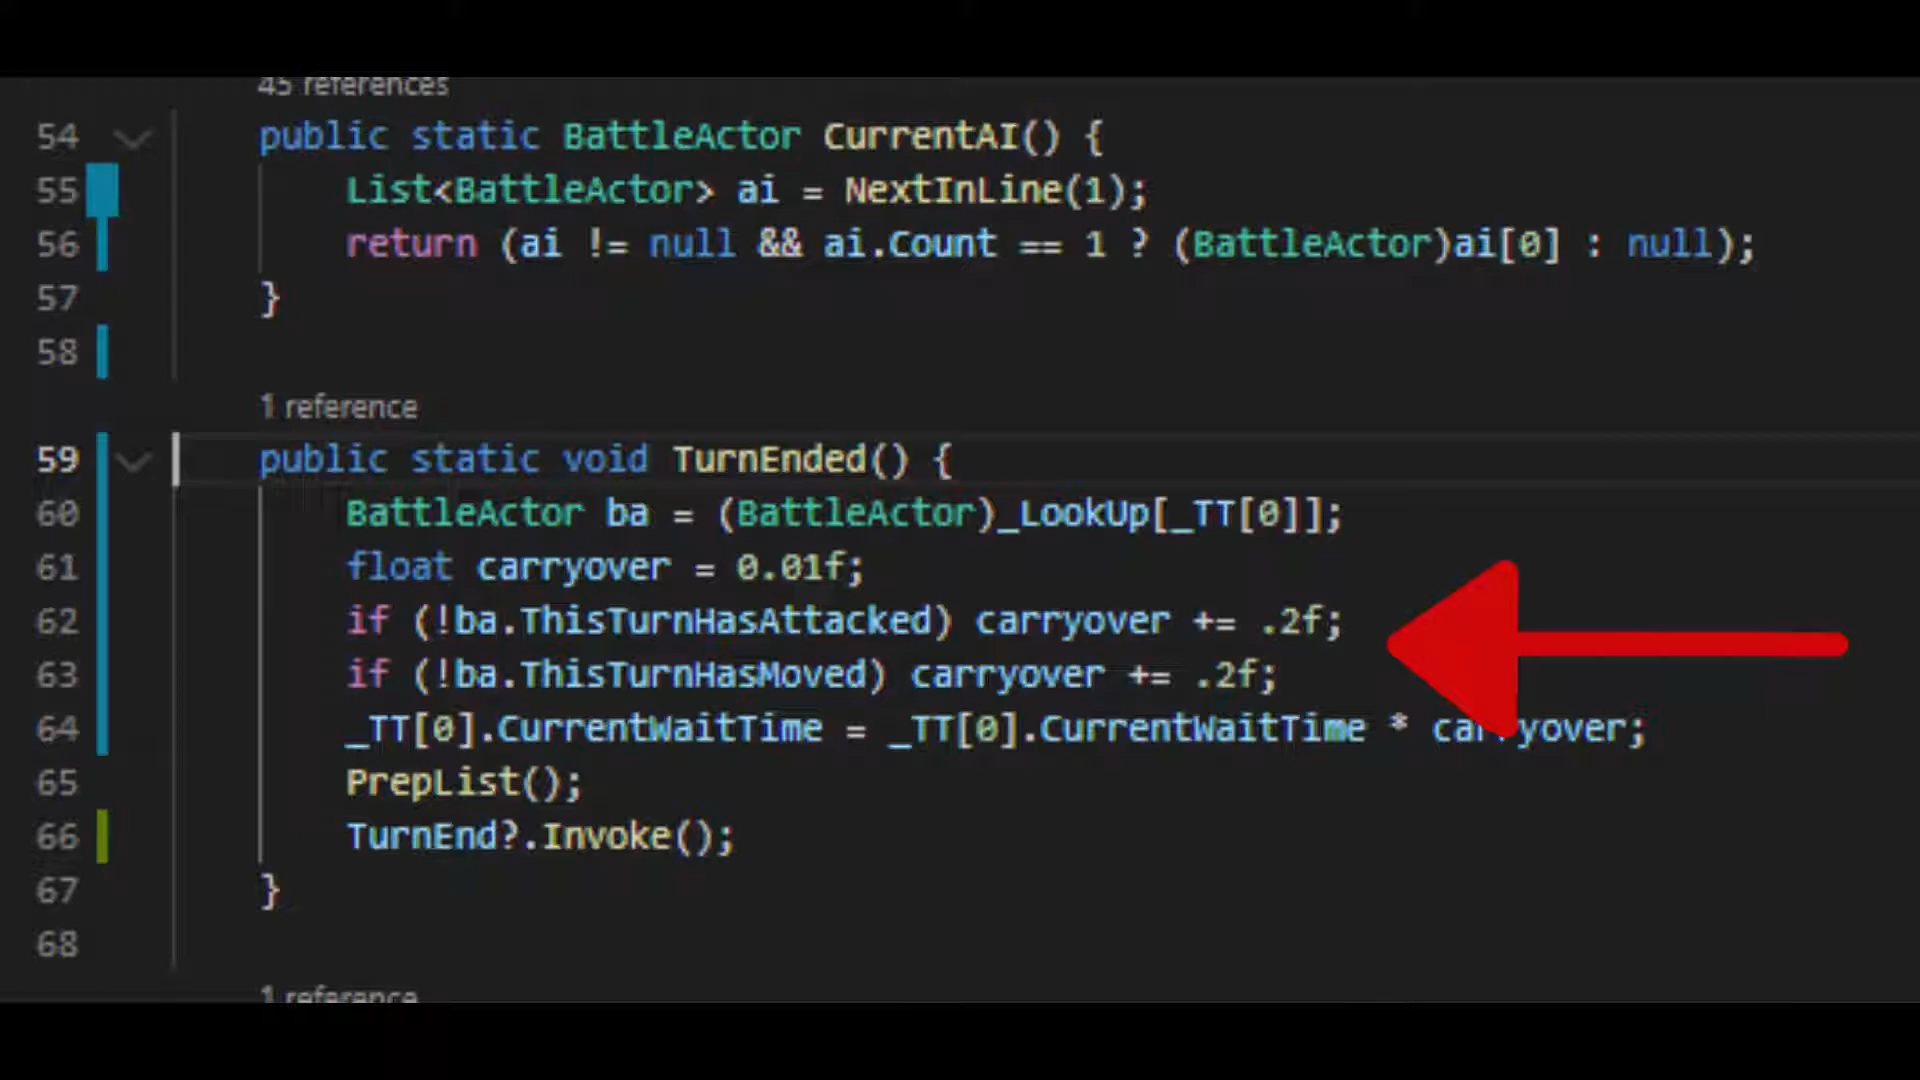 45 references
54 public static BattleActor CurrentAI() {
55 List<BattleActor> ai = NextInLine(1);
56 return (ai != null && ai.Count == 1 ? (BattleActor)ai[0] : null);
57 }
58
1 reference
59 public static void TurnEnded() {
60 BattleActor ba = (BattleActor)_LookUp[_TT[0]];
61 float carryover = 0.01f;
62 if (!ba.ThisTurnHasAttacked) carryover += .2f;
63 if (!ba.ThisTurnHasMoved) carryover += .2f;
64 _TT[0].CurrentWaitTime = _TT[0].CurrentWaitTime * carryover;
65 PrepList();
66 TurnEnd?.Invoke();
67 }
68
1 reference